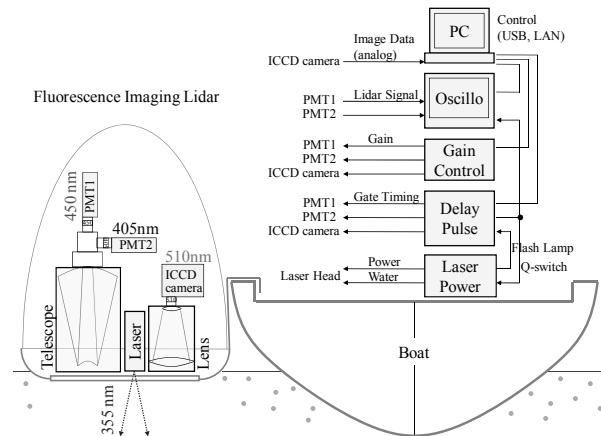 Fluorescence Imaging Lidar
450 nm
PMT1
405nm
PMT2
510nm
ICCD
camera
Telescope
Laser
Lens
355 nm
PC
Control
(USB, LAN)
Image Data
(analog)
ICCD camera
Oscillo
PMT1
Lidar Signal
PMT2
Gain
Control
PMT1
Gain
PMT2
ICCD camera
Delay
Pulse
PMT1
Gate Timing
PMT2
ICCD camera
Flash Lamp
Q-switch
Laser
Power
Laser Head
Power
Water
Boat